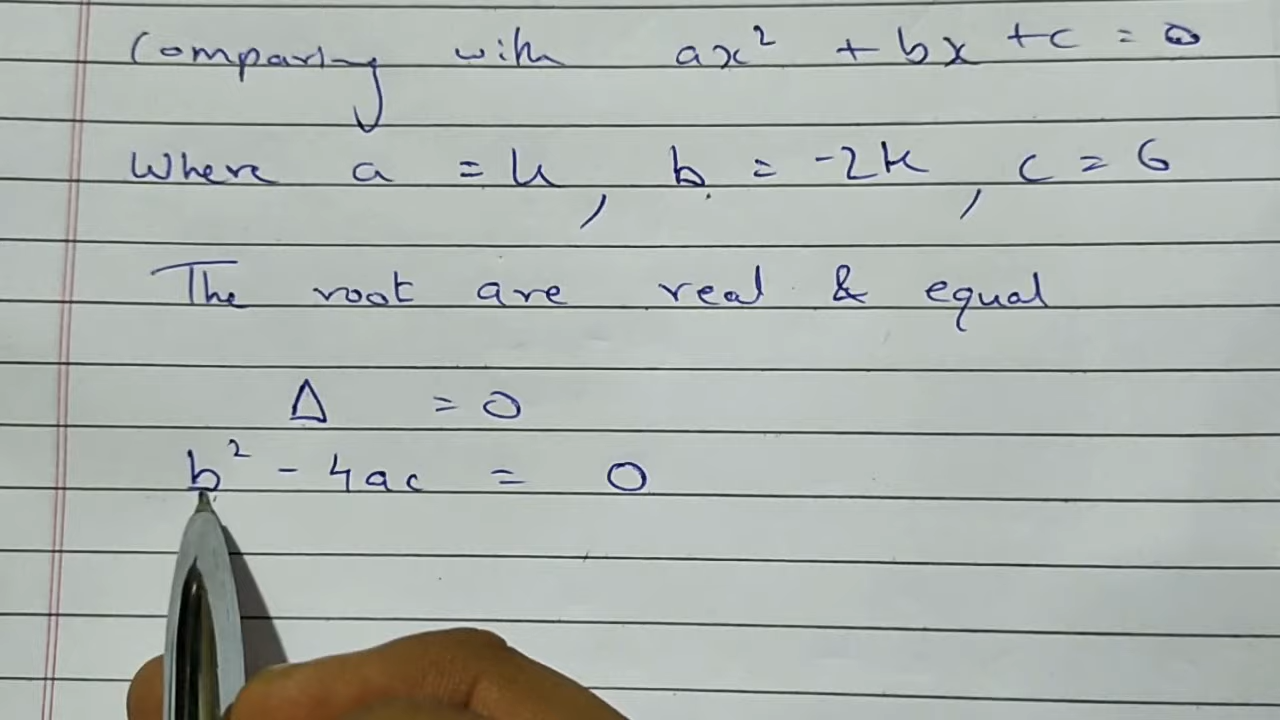 Comparing with ax² + bx + c = 0
Where a = k, b = -2k, c = 6
The root are real & equal
Δ = 0
b² - 4ac = 0